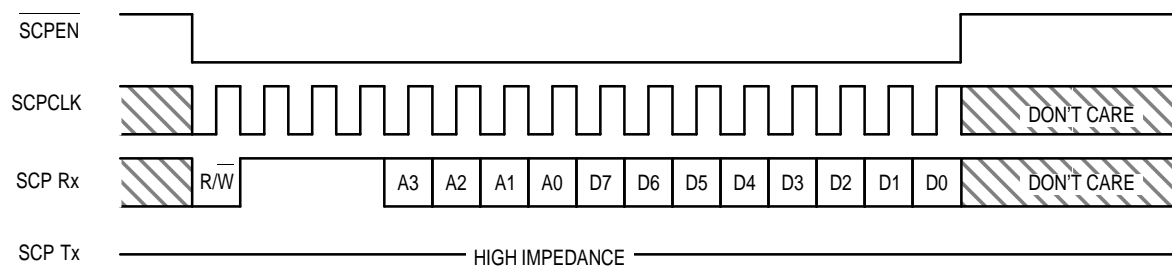 SCPEN
SCPCLK DON'T CARE
SCP Rx R/W A3 A2 A1 A0 D7 D6 D5 D4 D3 D2 D1 D0 DON'T CARE
SCP Tx HIGH IMPEDANCE